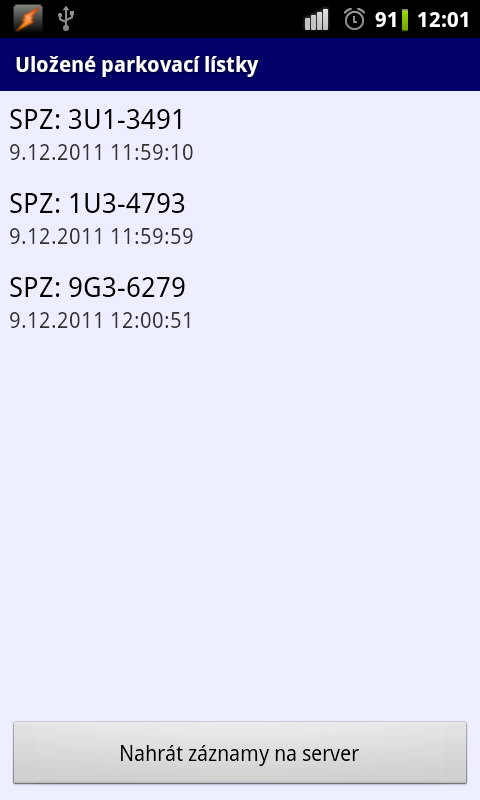 91 12:01
Uložené parkovací lístky
SPZ: 3U1-3491
9.12.2011 11:59:10
SPZ: 1U3-4793
9.12.2011 11:59:59
SPZ: 9G3-6279
9.12.2011 12:00:51
Nahrát záznamy na server